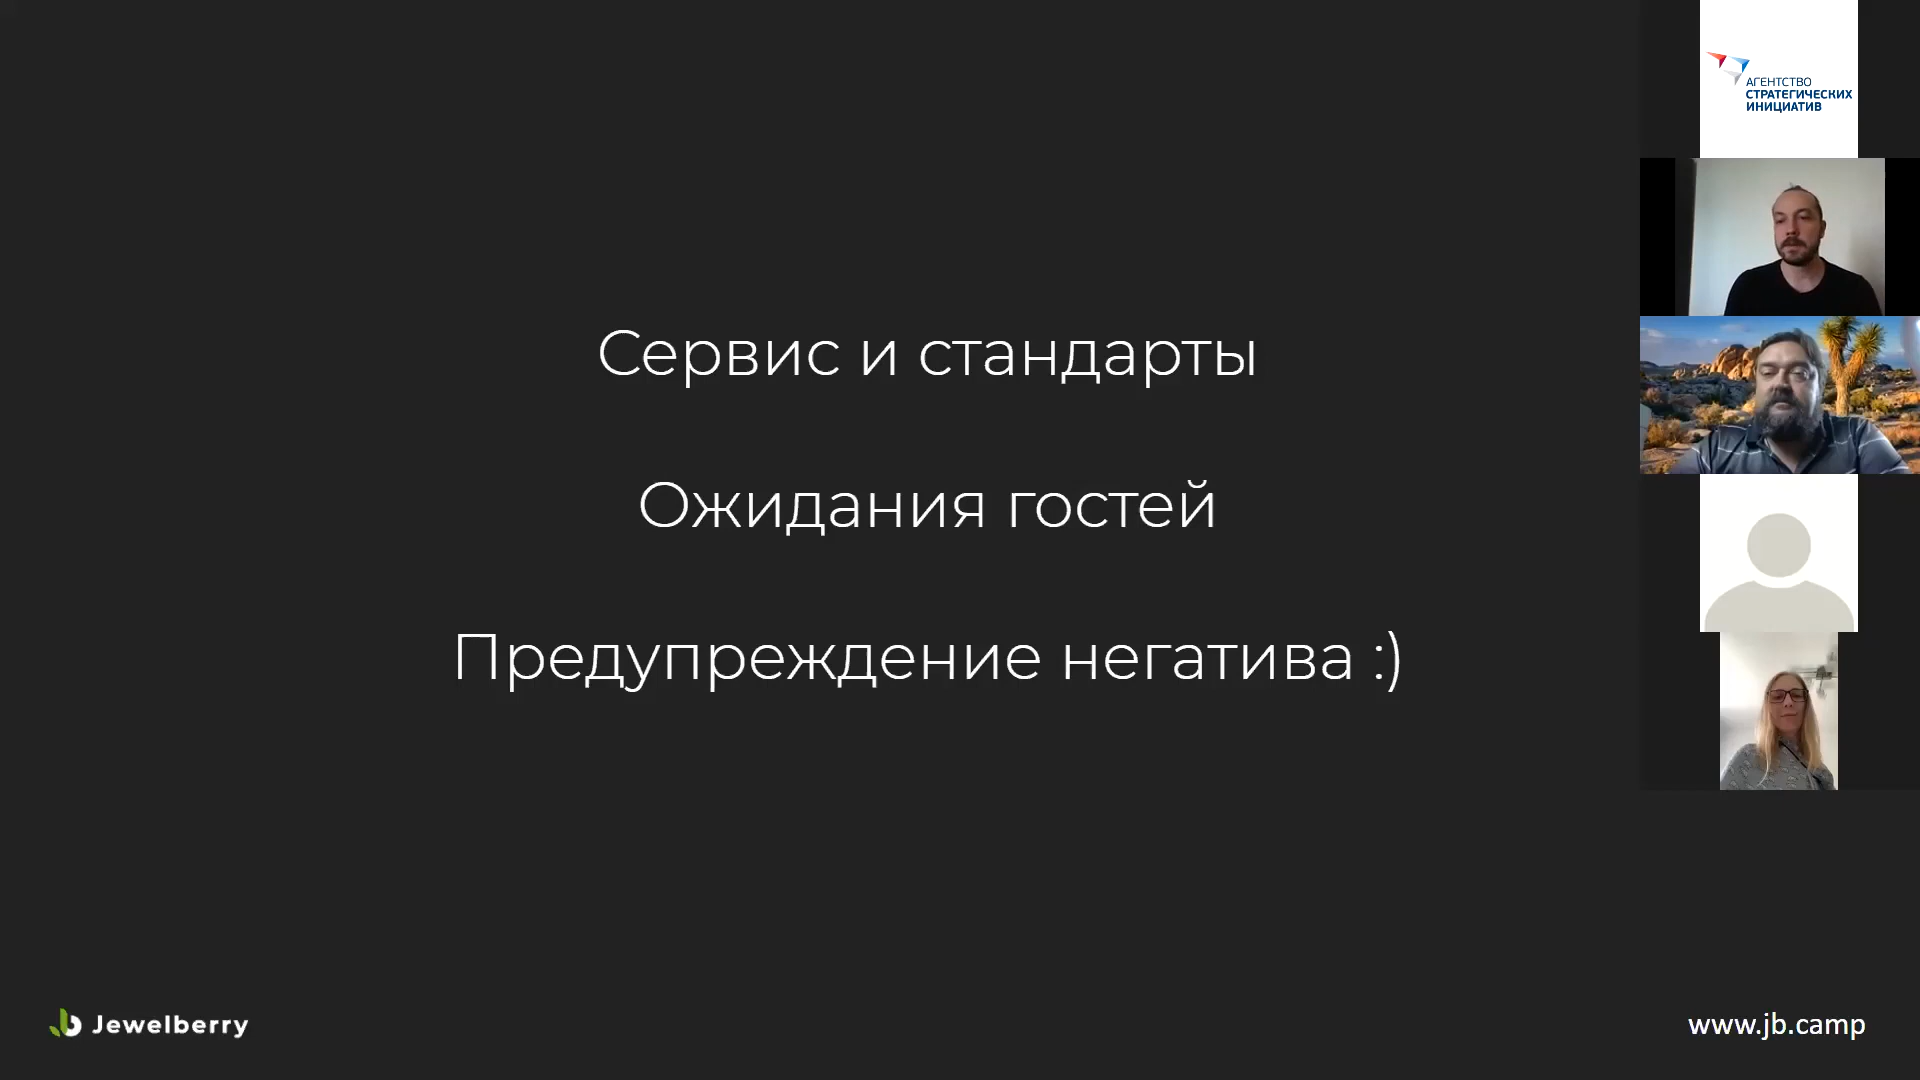 АГЕНТСТВО
СТРАТЕГИЧЕСКИХ
ИНИЦИАТИВ
Сервис и стандарты
Ожидания гостей
Предупреждение негатива :)
Jewelberry
www.jb.camp